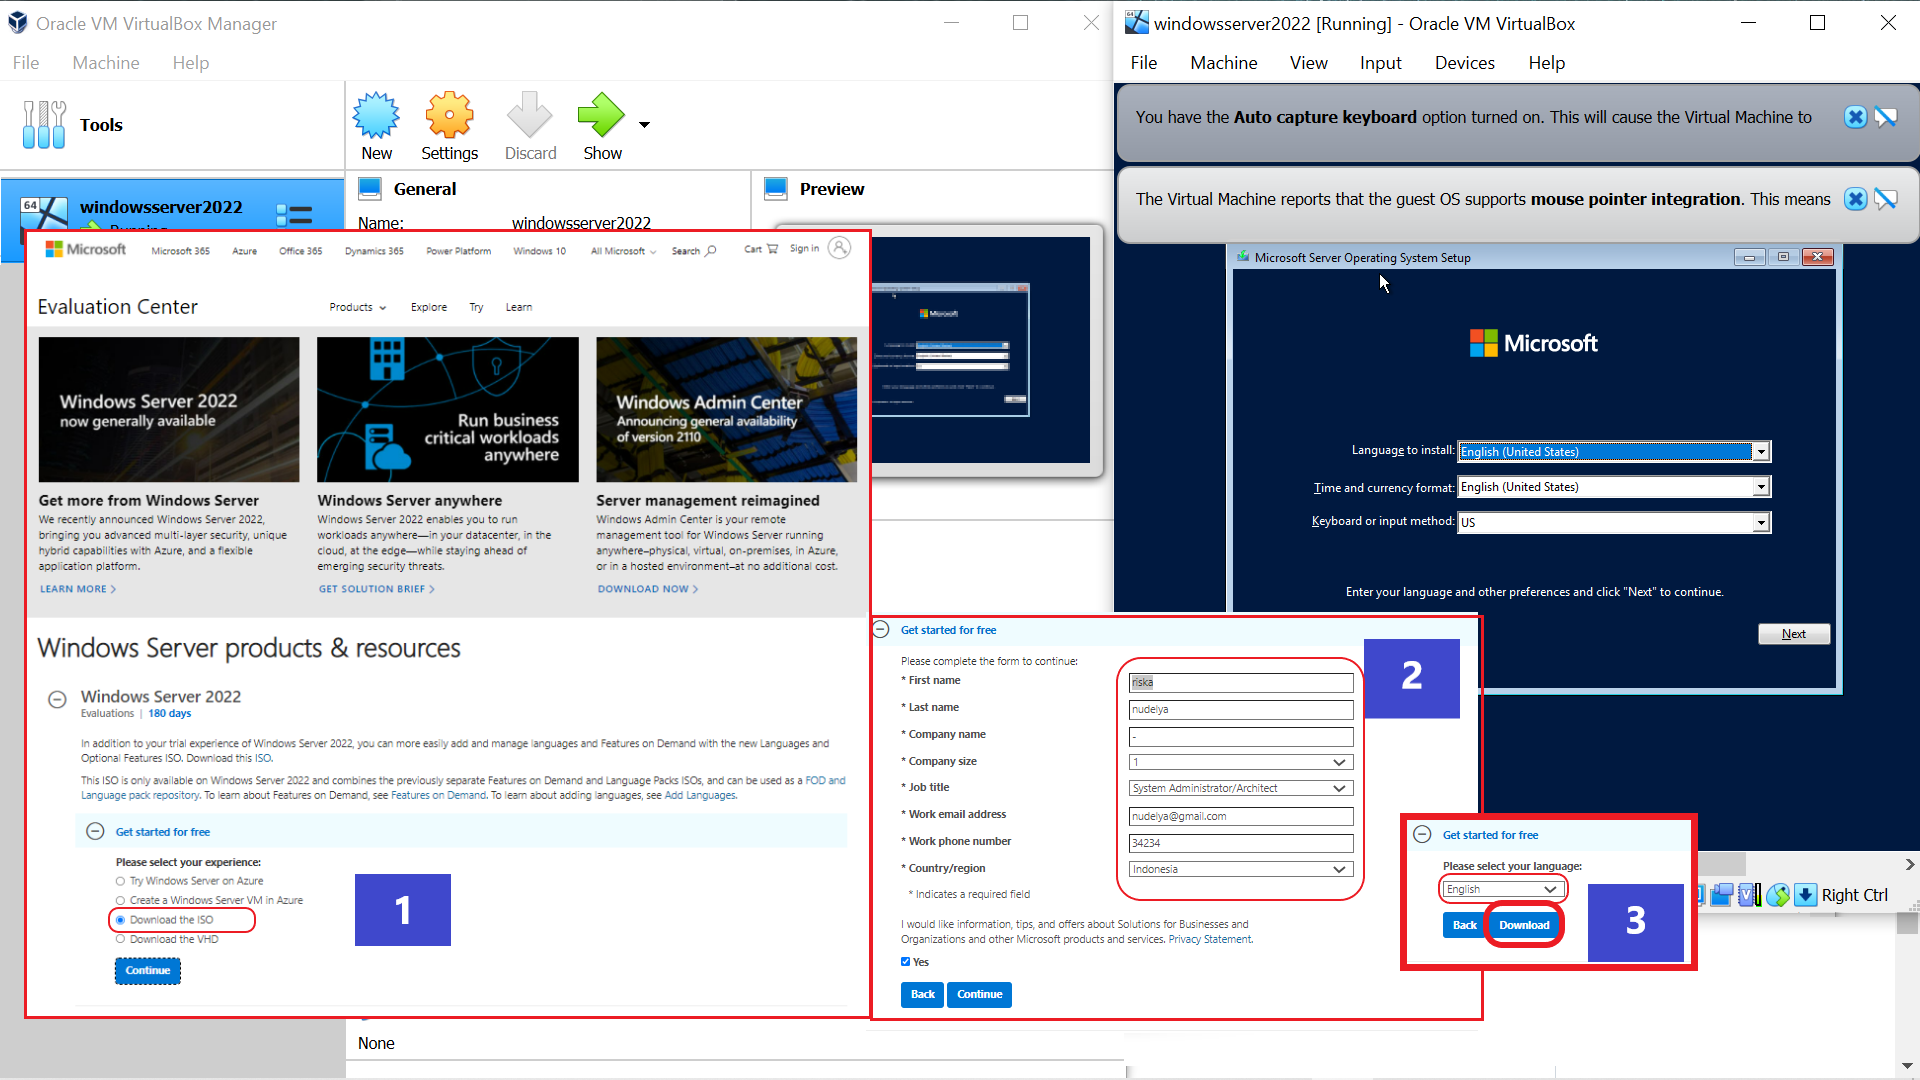 Oracle VM VirtualBox Manager
File Machine Help
Tools
New Settings Discard Show
64
windowsserver2022
General
Name: windowsserver2022
Preview
Microsoft Microsoft 365 Azure Office 365 Dynamics 365 Power Platform Windows 10 All Microsoft Search Cart Sign in
Evaluation Center Products Explore Try Learn
Windows Server 2022
now generally available
Get more from Windows Server
We recently announced Windows Server 2022,
bringing you advanced multi-layer security, unique
hybrid capabilities with Azure, and a flexible
application platform.
LEARN MORE >
Run business
critical workloads
anywhere
Windows Server anywhere
Windows Server 2022 enables you to run
workloads anywhere—in your datacenter, in the
cloud, at the edge—while staying ahead of
emerging security threats.
GET SOLUTION BRIEF >
Windows Admin Center
Announcing general availability
of version 2110
Server management reimagined
Windows Admin Center is your remote
management tool for Windows Server running
anywhere–physical, virtual, on-premises, in Azure,
or in a hosted environment–at no additional cost.
DOWNLOAD NOW >
Windows Server products & resources
Windows Server 2022
Evaluations | 180 days
In addition to your trial experience of Windows Server 2022, you can more easily add and manage languages and Features on Demand with the new Languages and
Optional Features ISO. Download this ISO.
This ISO is only available on Windows Server 2022 and combines the previously separate Features on Demand and Language Packs ISOs, and can be used as a FOD and
Language pack repository. To learn about Features on Demand, see Features on Demand. To learn about adding languages, see Add Languages.
Get started for free
Please select your experience:
Try Windows Server on Azure
Create a Windows Server VM in Azure
Download the ISO
Download the VHD
Continue
1
None
Get started for free
Please complete the form to continue:
* First name riska
* Last name nudelya
* Company name -
* Company size 1
* Job title System Administrator/Architect
* Work email address nudelya@gmail.com
* Work phone number 34234
* Country/region Indonesia
* Indicates a required field
I would like information, tips, and offers about Solutions for Businesses and
Organizations and other Microsoft products and services. Privacy Statement.
Yes
Back Continue
2
64
windowsserver2022 [Running] - Oracle VM VirtualBox
File Machine View Input Devices Help
You have the Auto capture keyboard option turned on. This will cause the Virtual Machine to
The Virtual Machine reports that the guest OS supports mouse pointer integration. This means
Microsoft Server Operating System Setup
Microsoft
Language to install: English (United States)
Time and currency format: English (United States)
Keyboard or input method: US
Enter your language and other preferences and click "Next" to continue.
Next
Get started for free
Please select your language:
English
Back Download
3
Right Ctrl